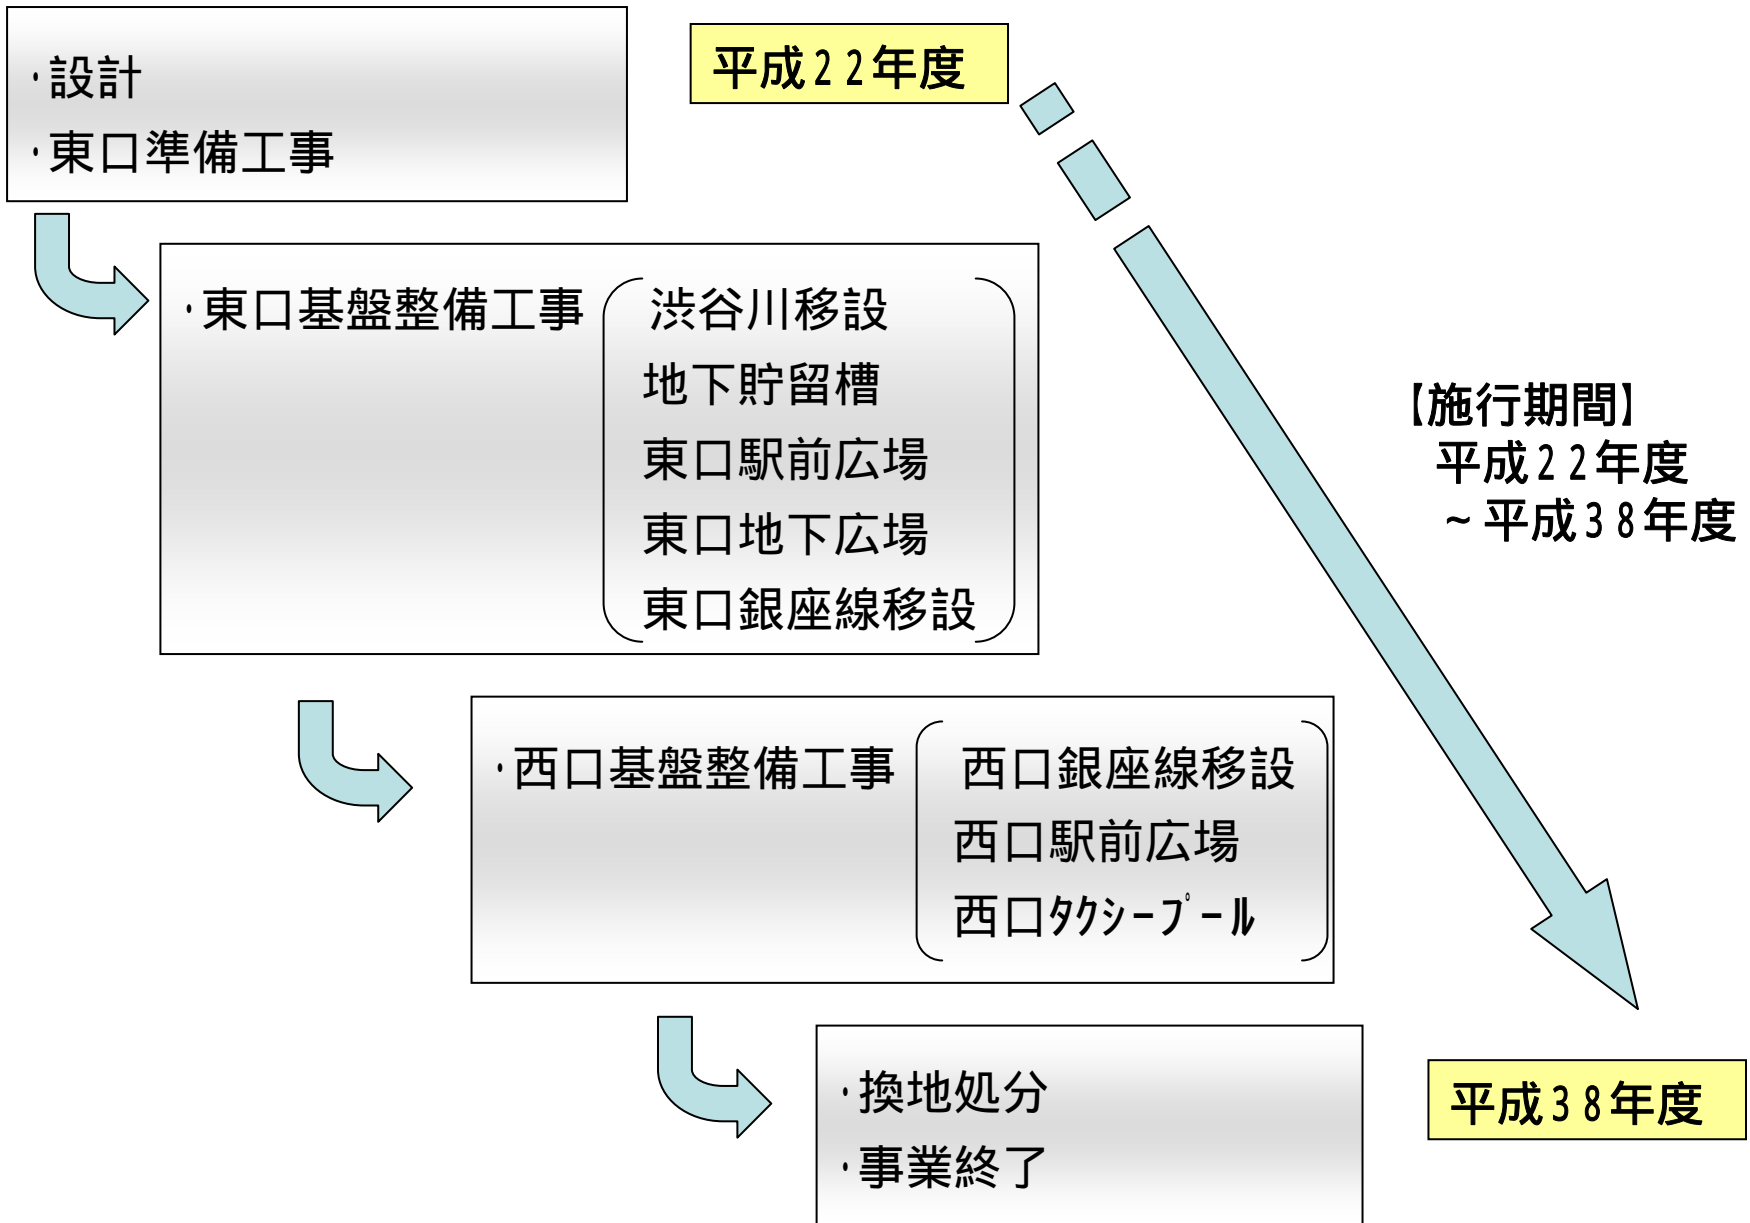 ・設計
・東口準備工事
平成２２年度
・東口基盤整備工事
渋谷川移設
地下貯留槽
東口駅前広場
東口地下広場
東口銀座線移設
【施行期間】
平成２２年度
～平成３８年度
・西口基盤整備工事
西口銀座線移設
西口駅前広場
西口ﾀｸｼｰﾌﾟｰﾙ
・換地処分
・事業終了
平成３８年度